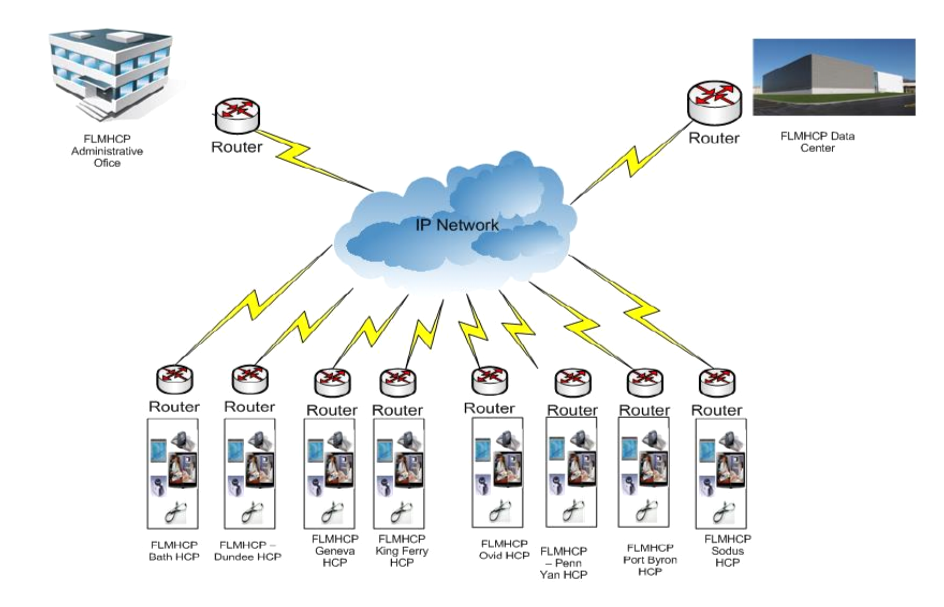 FLMHCP
Administrative
Ofice
Router
Router
FLMHCP Data
Center
IP Network
Router
Router
Router
Router
Router
Router
Router
Router
FLMHCP
Bath HCP
FLMHCP –
Dundee HCP
FLMHCP
Geneva
HCP
FLMHCP
King Ferry
HCP
FLMHCP
Ovid HCP
FLMHCP
– Penn
Yan HCP
FLMHCP
Port Byron
HCP
FLMHCP
Sodus
HCP